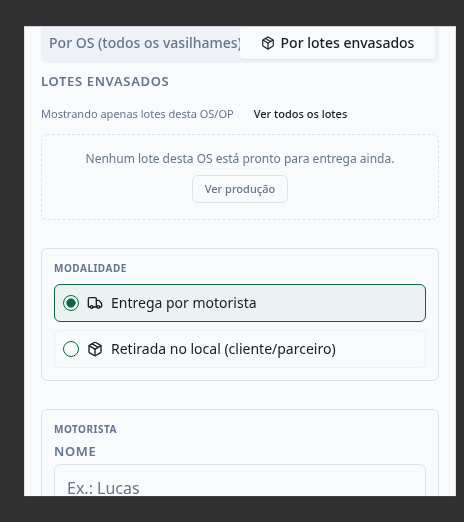 Por OS (todos os vasilhames)
Por lotes envasados
LOTES ENVASADOS
Mostrando apenas lotes desta OS/OP
Ver todos os lotes
Nenhum lote desta OS está pronto para entrega ainda.
Ver produção
MODALIDADE
Entrega por motorista
Retirada no local (cliente/parceiro)
MOTORISTA
NOME
Ex.: Lucas